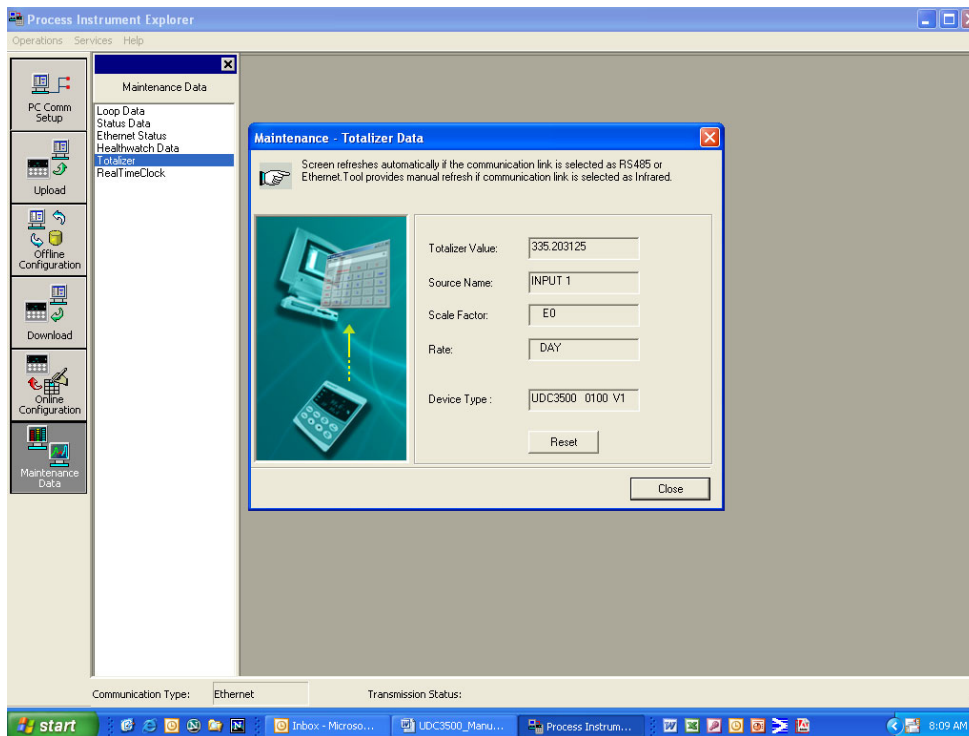 Process Instrument Explorer
Operations Services Help
PC Comm
Setup
Upload
Offline
Configuration
Download
Online
Configuration
Maintenance
Data
Maintenance Data
Loop Data
Status Data
Ethernet Status
Healthwatch Data
Totalizer
RealTimeClock
Maintenance - Totalizer Data
Screen refreshes automatically if the communication link is selected as RS485 or
Ethernet.Tool provides manual refresh if communication link is selected as Infrared.
Totalizer Value: 335.203125
Source Name: INPUT 1
Scale Factor: E0
Rate: DAY
Device Type : UDC3500 0100 V1
Reset
Close
Communication Type: Ethernet Transmission Status:
start Inbox - Microso... UDC3500_Manu... Process Instrum... 8:09 AM